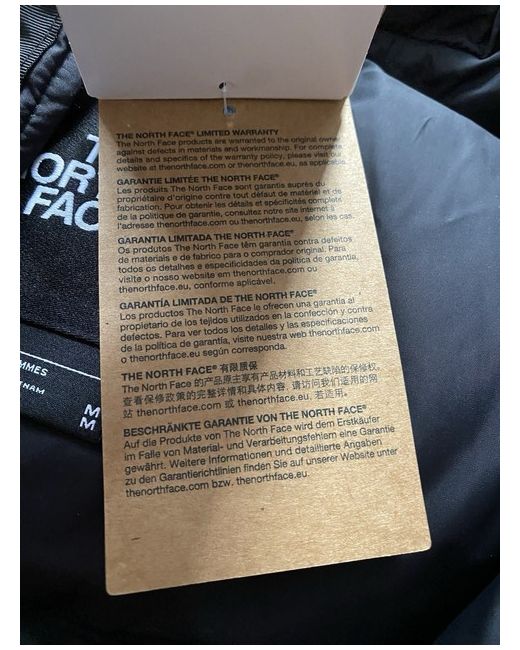 THE NORTH FACE® LIMITED WARRANTY
The North Face products are warranted to the original owner
against defects in materials and workmanship. For complete
details and specifics of the warranty policy, please visit our
website at thenorthface.com or thenorthface.eu, as applicable.
GARANTIE LIMITÉE THE NORTH FACE®
Les produits The North Face sont garantis auprès du
propriétaire d'origine contre tout défaut de matériel et de
fabrication. Pour obtenir les détails et spécificités complets
de la politique de garantie, consultez notre site internet à
l'adresse thenorthface.com ou thenorthface.eu, selon les cas.
GARANTIA LIMITADA THE NORTH FACE®
Os produtos The North Face têm garantia contra defeitos
de materiais e de fabrico para o comprador original. Para
todos os detalhes e especificidades da política de garantia,
visite o nosso website em thenorthface.com ou
thenorthface.eu, conforme aplicável.
GARANTÍA LIMITADA DE THE NORTH FACE®
Los productos The North Face le ofrecen una garantía al
propietario de los tejidos utilizados en la confección y contra
defectos. Para ver todos los detalles y las especificaciones
de la política de garantía, visite nuestra web thenorthface.com
o thenorthface.eu según corresponda.
THE NORTH FACE® 有限质保
The North Face 的产品原主享有产品材料和工艺缺陷的保修权。
查看保修政策的完整详情和具体内容, 请访问我们适用的网
站 thenorthface.com 或 thenorthface.eu, 若适用。
BESCHRÄNKTE GARANTIE VON THE NORTH FACE®
Auf die Produkte von The North Face wird dem Erstkäufer
im Falle von Material- und Verarbeitungsfehlern eine Garantie
gewährt. Weitere Informationen und detaillierte Angaben
zu den Garantierichtlinien finden Sie auf unserer Website unter
thenorthface.com bzw. thenorthface.eu.
T
OR
FAC
MMES
TNAM
M
M